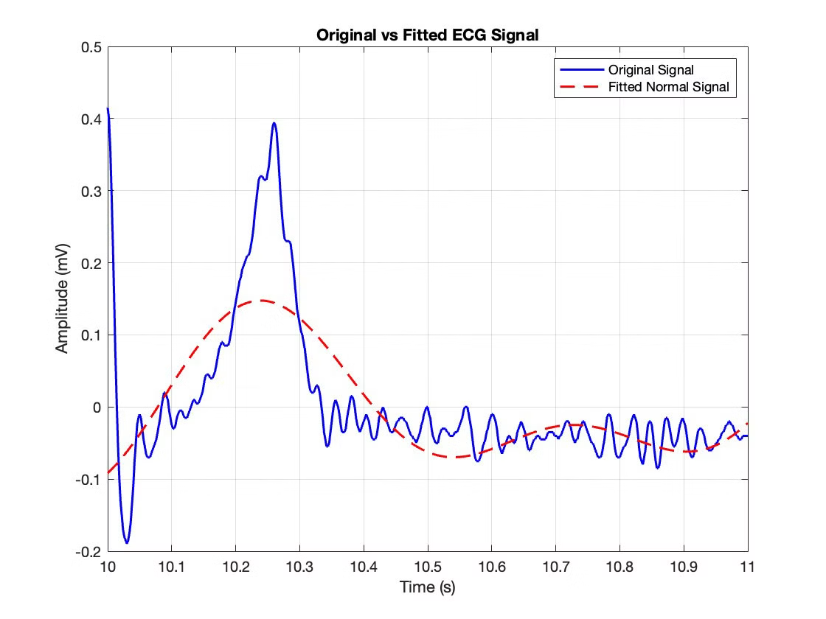 Original vs Fitted ECG Signal
Original Signal
Fitted Normal Signal
Amplitude (mV)
0.5
0.4
0.3
0.2
0.1
0
-0.1
-0.2
10 10.1 10.2 10.3 10.4 10.5 10.6 10.7 10.8 10.9 11
Time (s)